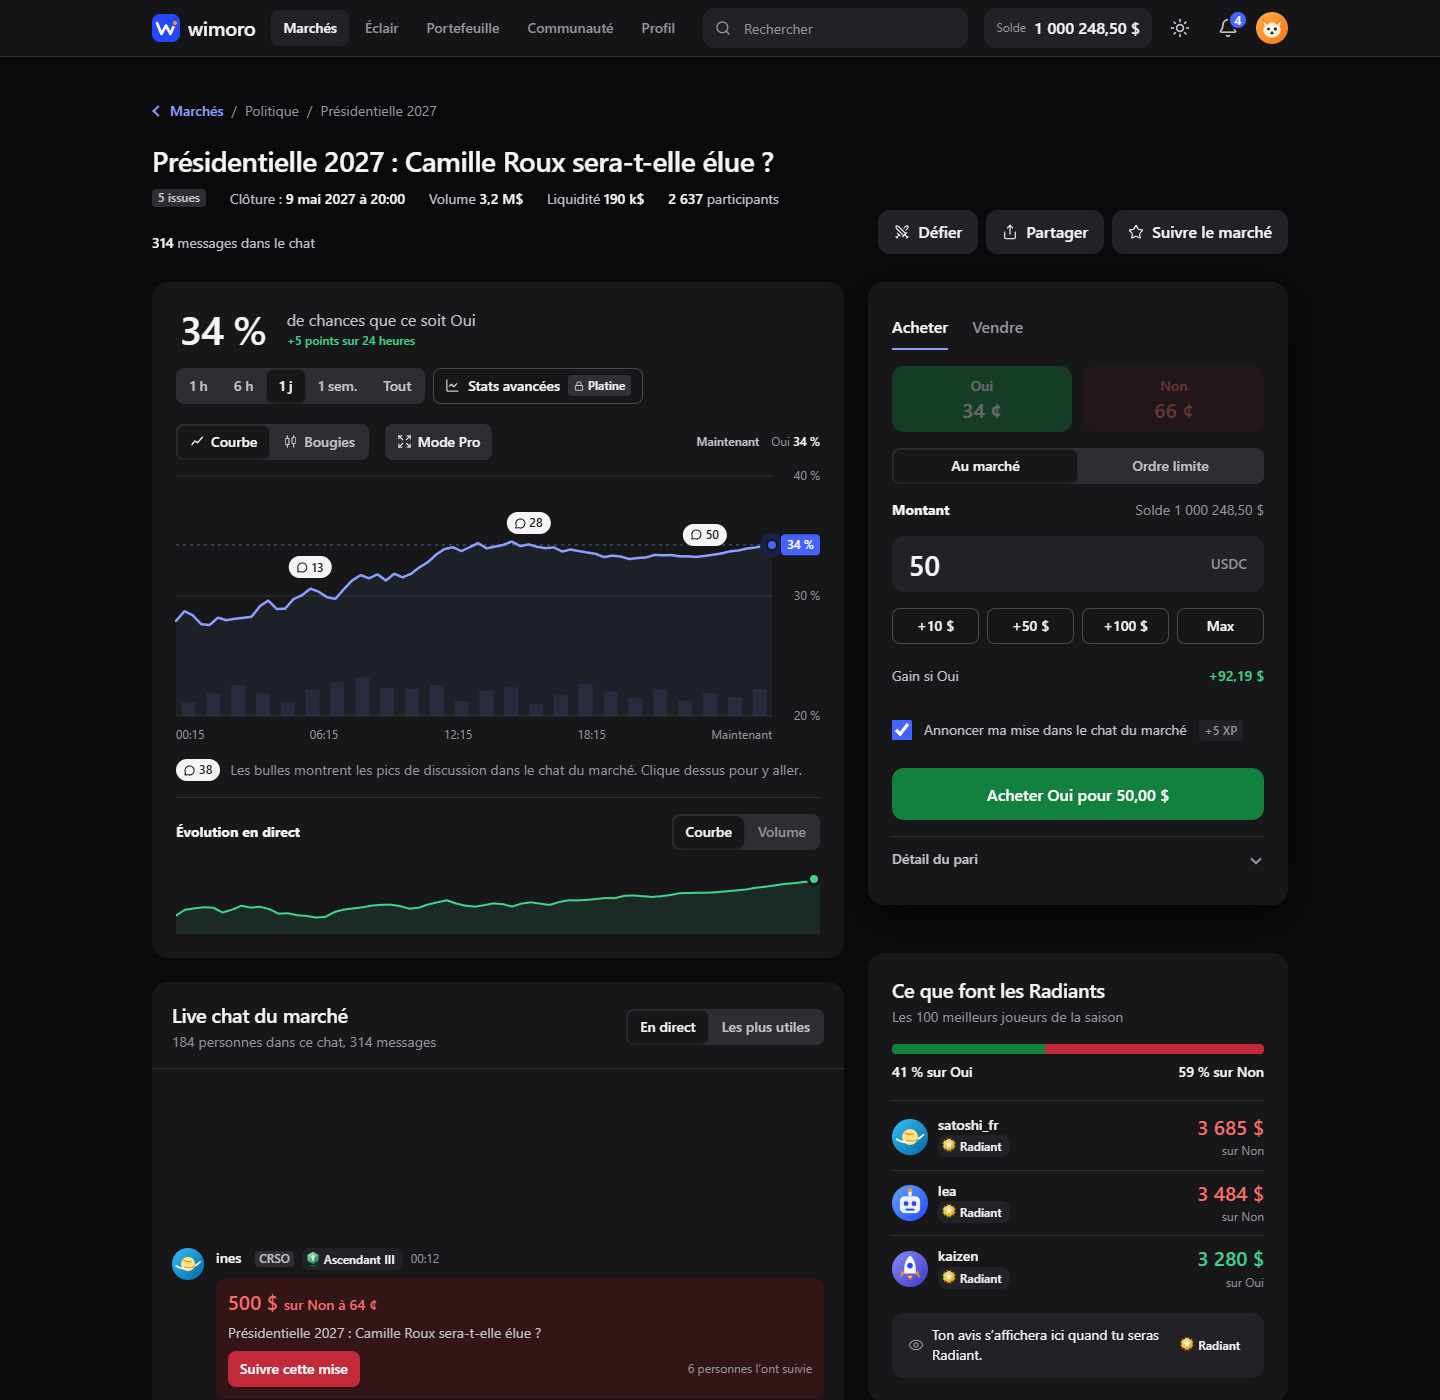 wimoro
Marchés
Éclair
Portefeuille
Communauté
Profil
Rechercher
Solde 1 000 248,50 $
4
Marchés / Politique / Présidentielle 2027
Présidentielle 2027 : Camille Roux sera-t-elle élue ?
5 issues
Clôture : 9 mai 2027 à 20:00
Volume 3,2 M$
Liquidité 190 k$
2 637 participants
314 messages dans le chat
Défier
Partager
Suivre le marché
34 %
de chances que ce soit Oui
+5 points sur 24 heures
1 h
6 h
1 j
1 sem.
Tout
Stats avancées
Platine
Courbe
Bougies
Mode Pro
Maintenant Oui 34 %
40 %
28
50
34 %
13
30 %
20 %
00:15
06:15
12:15
18:15
Maintenant
38
Les bulles montrent les pics de discussion dans le chat du marché. Clique dessus pour y aller.
Évolution en direct
Courbe
Volume
Live chat du marché
184 personnes dans ce chat, 314 messages
En direct
Les plus utiles
ines
CRSO
Ascendant III
00:12
500 $ sur Non à 64 ¢
Présidentielle 2027 : Camille Roux sera-t-elle élue ?
Suivre cette mise
6 personnes l'ont suivie
Acheter
Vendre
Oui
34 ¢
Non
66 ¢
Au marché
Ordre limite
Montant
Solde 1 000 248,50 $
50
USDC
+10 $
+50 $
+100 $
Max
Gain si Oui
+92,19 $
Annoncer ma mise dans le chat du marché
+5 XP
Acheter Oui pour 50,00 $
Détail du pari
Ce que font les Radiants
Les 100 meilleurs joueurs de la saison
41 % sur Oui
59 % sur Non
satoshi_fr
Radiant
3 685 $
sur Non
lea
Radiant
3 484 $
sur Non
kaizen
Radiant
3 280 $
sur Oui
Ton avis s'affichera ici quand tu seras
Radiant.
Radiant